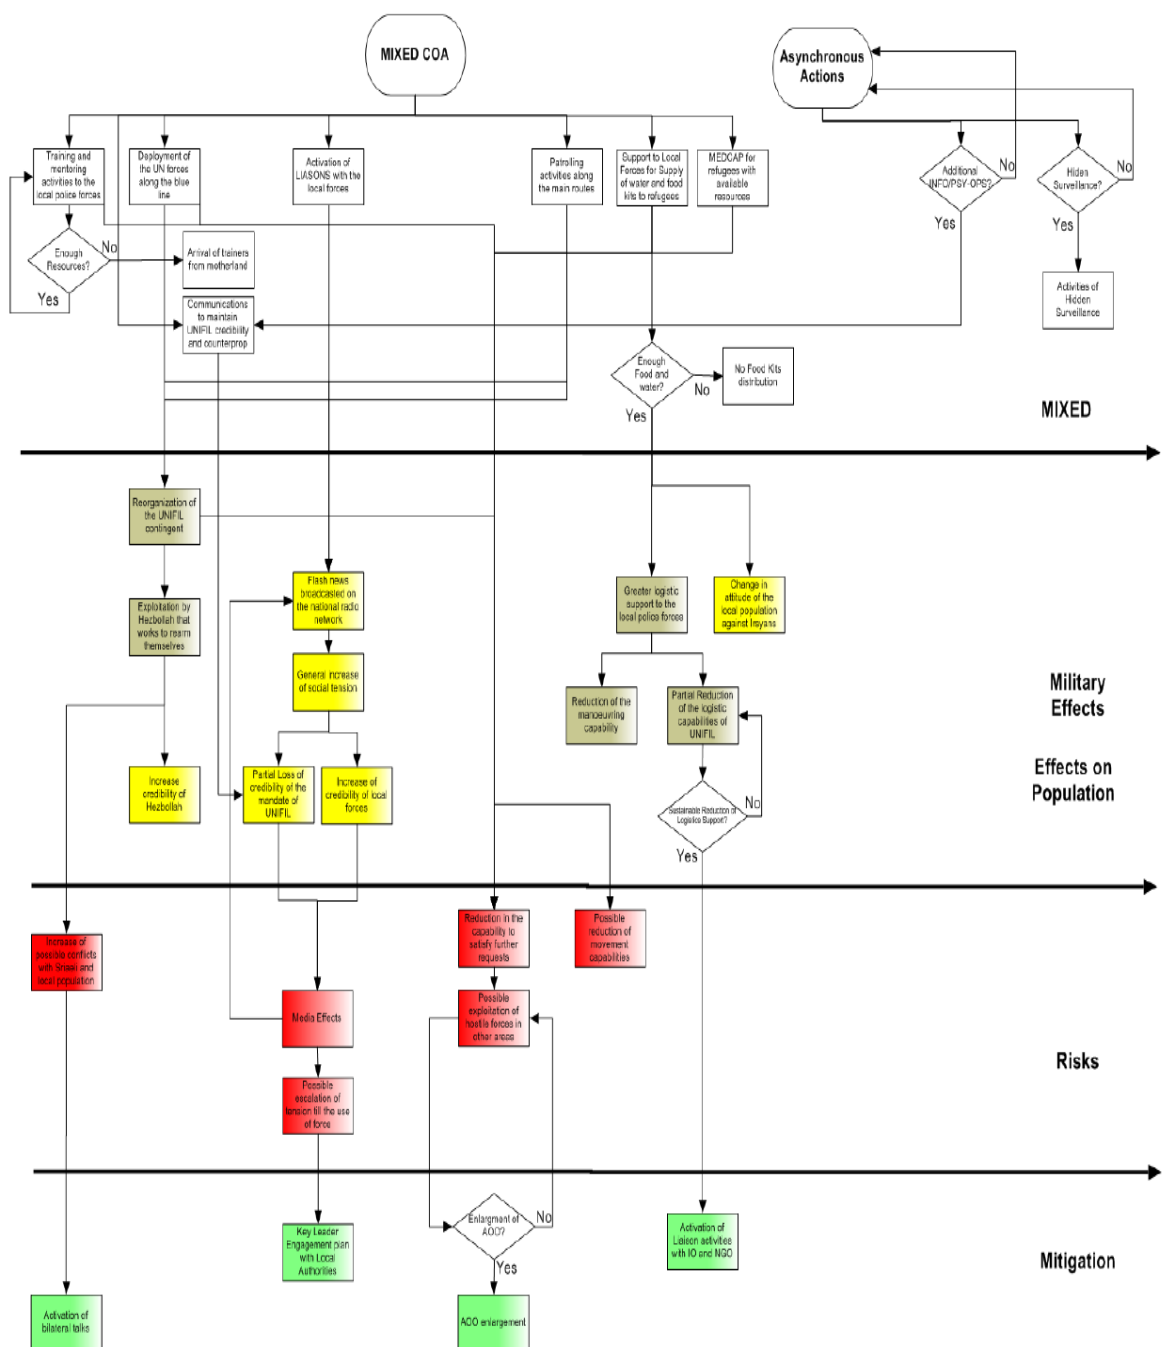 MIXED COA
Asynchronous
Actions
Training and
mentoring
activities to the
local police forces
Deployment of
the UN forces
along the blue
line
Activation of
LIASONS with the
local forces
Patrolling
activities along
the main routes
Support to Local
Forces for Supply
of water and food
kits to refugees
MEDCAP for
refugees with
available
resources
Additional
INFO/PSY-OPS?
No
Yes
Hiden
Surveillance?
No
Yes
Enough
Resources?
No
Yes
Arrival of trainers
from motherland
Communications
to maintain
UNIFIL credibility
and counterprop
Activities of
Hidden
Surveillance
Enough
Food and
water?
No
Yes
No Food Kits
distribution
MIXED
Reorganization of
the UNIFIL
contingent
Exploitation by
Hezbollah that
works to rearm
themselves
Flash news
broadcasted on
the national radio
network
General increase
of social tension
Greater logistic
support to the
local police forces
Change in
attitude of the
local population
against Irsyans
Reduction of the
manoeuvring
capability
Partial Reduction
of the logistic
capabilities of
UNIFIL
Military
Effects
Increase
credibility of
Hezbollah
Partial Loss of
credibility of the
mandate of
UNIFIL
Increase of
credibility of local
forces
Sustainable Reduction of
Logistics Support?
No
Yes
Effects on
Population
Increase of
possible conflicts
with Sraeli and
local population
Reduction in the
capability to
satisfy further
requests
Possible
reduction of
movement
capabilities
Media Effects
Possible
exploitation of
hostile forces in
other areas
Possible
escalation of
tension till the use
of force
Risks
Key Leader
Engagement plan
with Local
Authorities
Enlargment of
AOO?
No
Yes
Activation of
Liaison activities
with IO and NGO
Mitigation
Activation of
bilateral talks
AOO enlargement